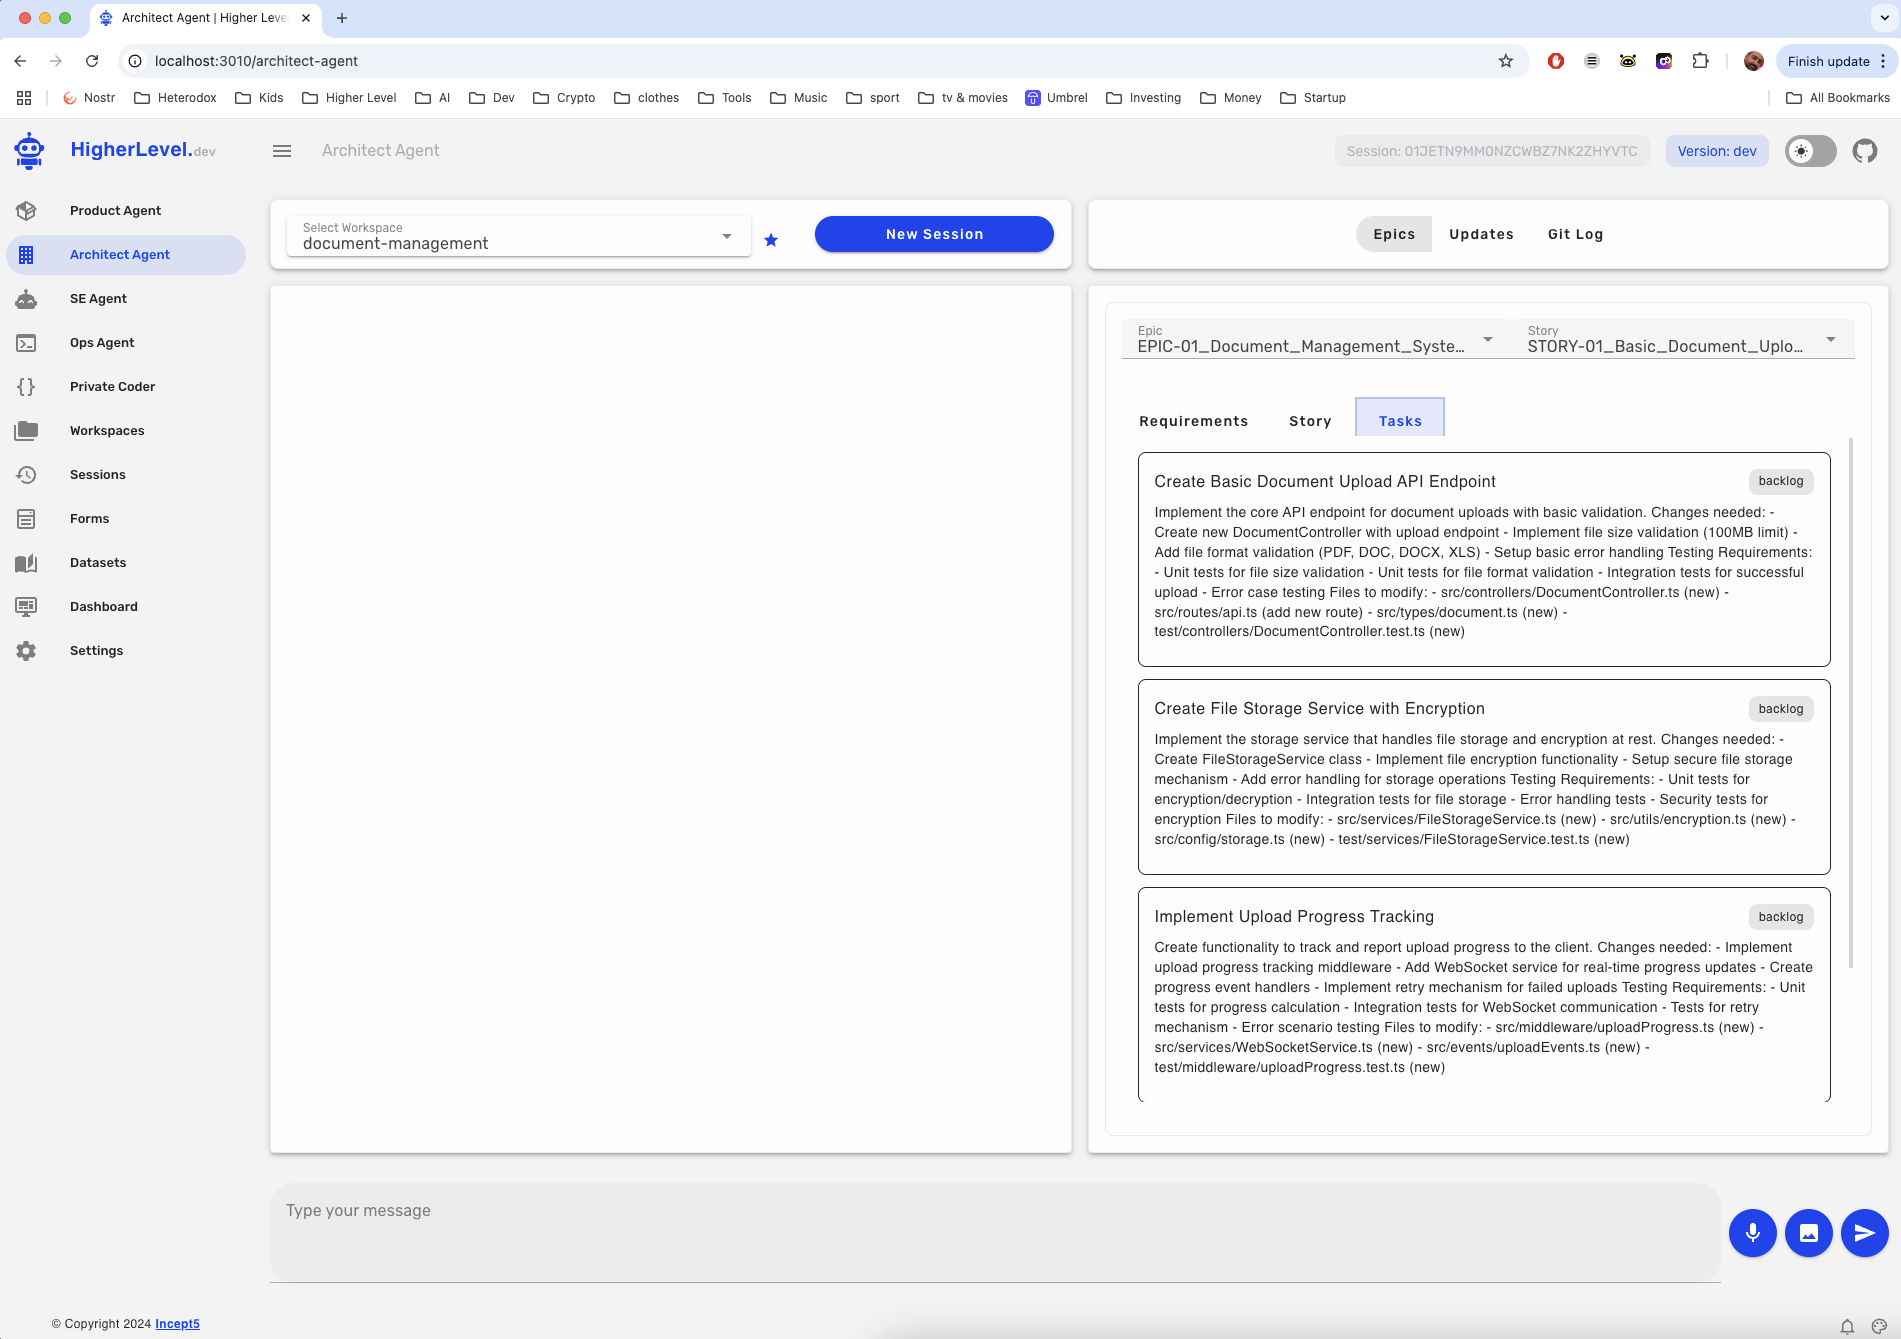 Architect Agent | Higher Leve
localhost:3010/architect-agent
Finish update
Nostr
Heterodox
Kids
Higher Level
AI
Dev
Crypto
clothes
Tools
Music
sport
tv & movies
Umbrel
Investing
Money
Startup
All Bookmarks
HigherLevel.dev
Architect Agent
Session: 01JETN9MM0NZCWBZ7NK2ZHYVTC
Version: dev
Product Agent
Architect Agent
SE Agent
Ops Agent
Private Coder
Workspaces
Sessions
Forms
Datasets
Dashboard
Settings
Select Workspace
document-management
New Session
Epics
Updates
Git Log
Epic
EPIC-01_Document_Management_Syste...
Story
STORY-01_Basic_Document_Uplo...
Requirements
Story
Tasks
Create Basic Document Upload API Endpoint
backlog
Implement the core API endpoint for document uploads with basic validation. Changes needed: -
Create new DocumentController with upload endpoint - Implement file size validation (100MB limit) -
Add file format validation (PDF, DOC, DOCX, XLS) - Setup basic error handling Testing Requirements:
- Unit tests for file size validation - Unit tests for file format validation - Integration tests for successful
upload - Error case testing Files to modify: - src/controllers/DocumentController.ts (new) -
src/routes/api.ts (add new route) - src/types/document.ts (new) -
test/controllers/DocumentController.test.ts (new)
Create File Storage Service with Encryption
backlog
Implement the storage service that handles file storage and encryption at rest. Changes needed: -
Create FileStorageService class - Implement file encryption functionality - Setup secure file storage
mechanism - Add error handling for storage operations Testing Requirements: - Unit tests for
encryption/decryption - Integration tests for file storage - Error handling tests - Security tests for
encryption Files to modify: - src/services/FileStorageService.ts (new) - src/utils/encryption.ts (new) -
src/config/storage.ts (new) - test/services/FileStorageService.test.ts (new)
Implement Upload Progress Tracking
backlog
Create functionality to track and report upload progress to the client. Changes needed: - Implement
upload progress tracking middleware - Add WebSocket service for real-time progress updates - Create
progress event handlers - Implement retry mechanism for failed uploads Testing Requirements: - Unit
tests for progress calculation - Integration tests for WebSocket communication - Tests for retry
mechanism - Error scenario testing Files to modify: - src/middleware/uploadProgress.ts (new) -
src/services/WebSocketService.ts (new) - src/events/uploadEvents.ts (new) -
test/middleware/uploadProgress.test.ts (new)
Type your message
© Copyright 2024 Incept5